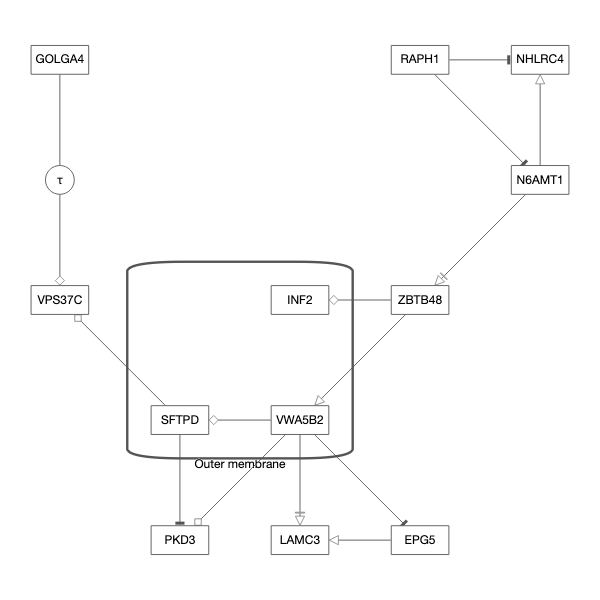 GOLGA4
RAPH1
NHLRC4
τ
N6AMT1
VPS37C
INF2
ZBTB48
SFTPD
VWA5B2
Outer membrane
PKD3
LAMC3
EPG5